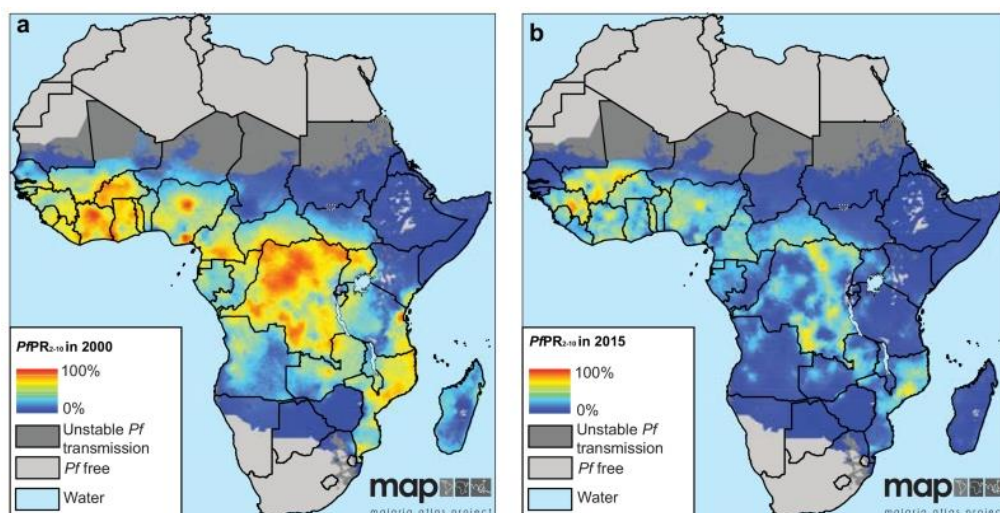 a
PfPR2-10 in 2000
100%
0%
Unstable Pf
transmission
Pf free
Water
map
malaria atlas project
b
PfPR2-10 in 2015
100%
0%
Unstable Pf
transmission
Pf free
Water
map
malaria atlas project